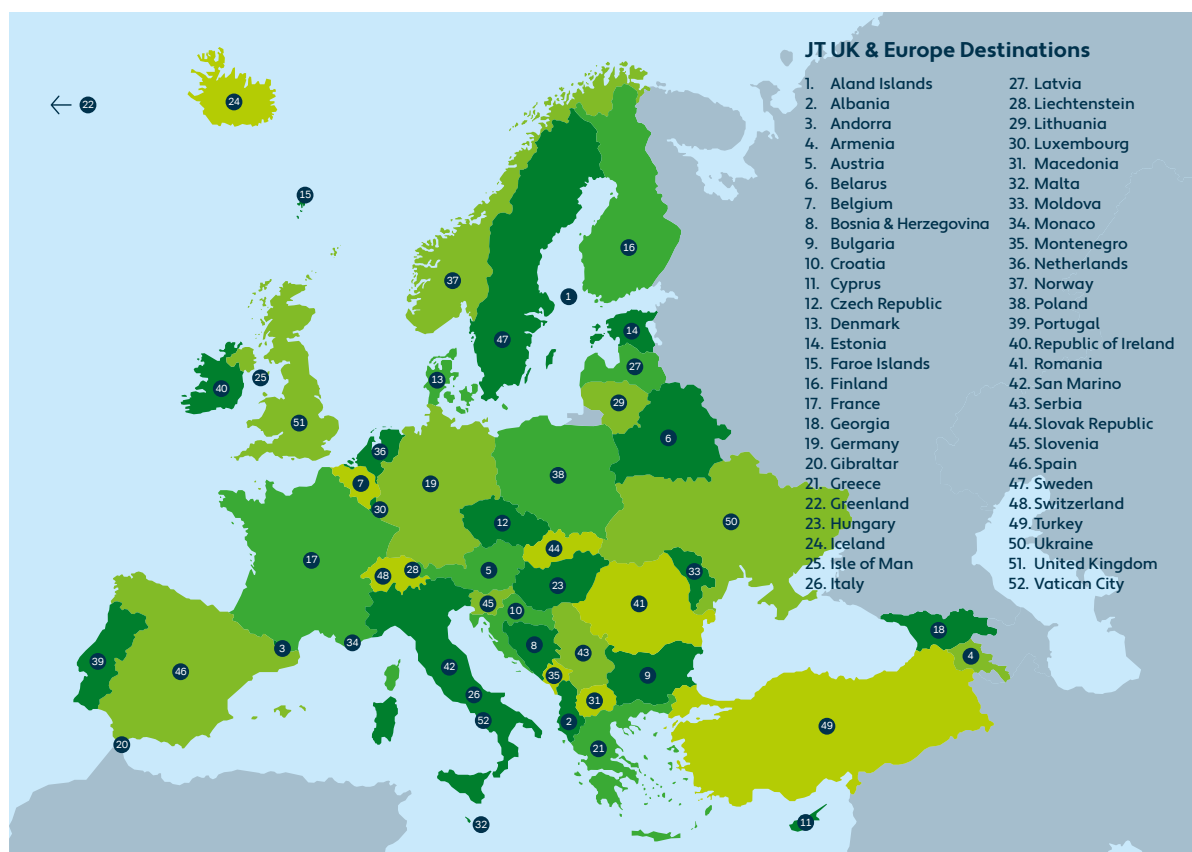 JT UK & Europe Destinations
1. Aland Islands
2. Albania
3. Andorra
4. Armenia
5. Austria
6. Belarus
7. Belgium
8. Bosnia & Herzegovina
9. Bulgaria
10. Croatia
11. Cyprus
12. Czech Republic
13. Denmark
14. Estonia
15. Faroe Islands
16. Finland
17. France
18. Georgia
19. Germany
20. Gibraltar
21. Greece
22. Greenland
23. Hungary
24. Iceland
25. Isle of Man
26. Italy
27. Latvia
28. Liechtenstein
29. Lithuania
30. Luxembourg
31. Macedonia
32. Malta
33. Moldova
34. Monaco
35. Montenegro
36. Netherlands
37. Norway
38. Poland
39. Portugal
40. Republic of Ireland
41. Romania
42. San Marino
43. Serbia
44. Slovak Republic
45. Slovenia
46. Spain
47. Sweden
48. Switzerland
49. Turkey
50. Ukraine
51. United Kingdom
52. Vatican City
24
22
15
16
37
1
14
47
27
13
25
40
29
51
6
36
38
7
19
30
50
12
44
17
5
28
33
48
23
41
45
10
18
34
8
3
43
4
39
42
46
35
9
26
31
52
2
49
20
21
11
32